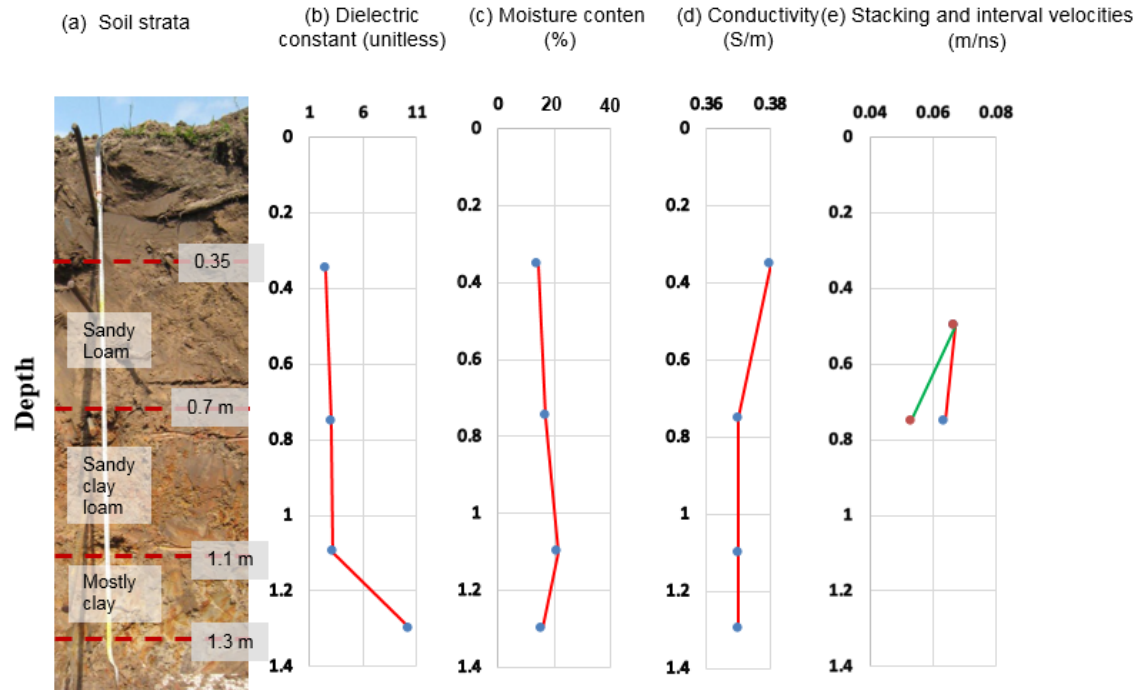 (a) Soil strata
(b) Dielectric
constant (unitless)
(c) Moisture conten
(%)
(d) Conductivity
(S/m)
(e) Stacking and interval velocities
(m/ns)
Depth
0.35
Sandy
Loam
0.7 m
Sandy
clay
loam
1.1 m
Mostly
clay
1.3 m
1 6 11
0
0.2
0.4
0.6
0.8
1
1.2
1.4
0 20 40
0
0.2
0.4
0.6
0.8
1
1.2
1.4
0.36 0.38
0
0.2
0.4
0.6
0.8
1
1.2
1.4
0.04 0.06 0.08
0
0.2
0.4
0.6
0.8
1
1.2
1.4